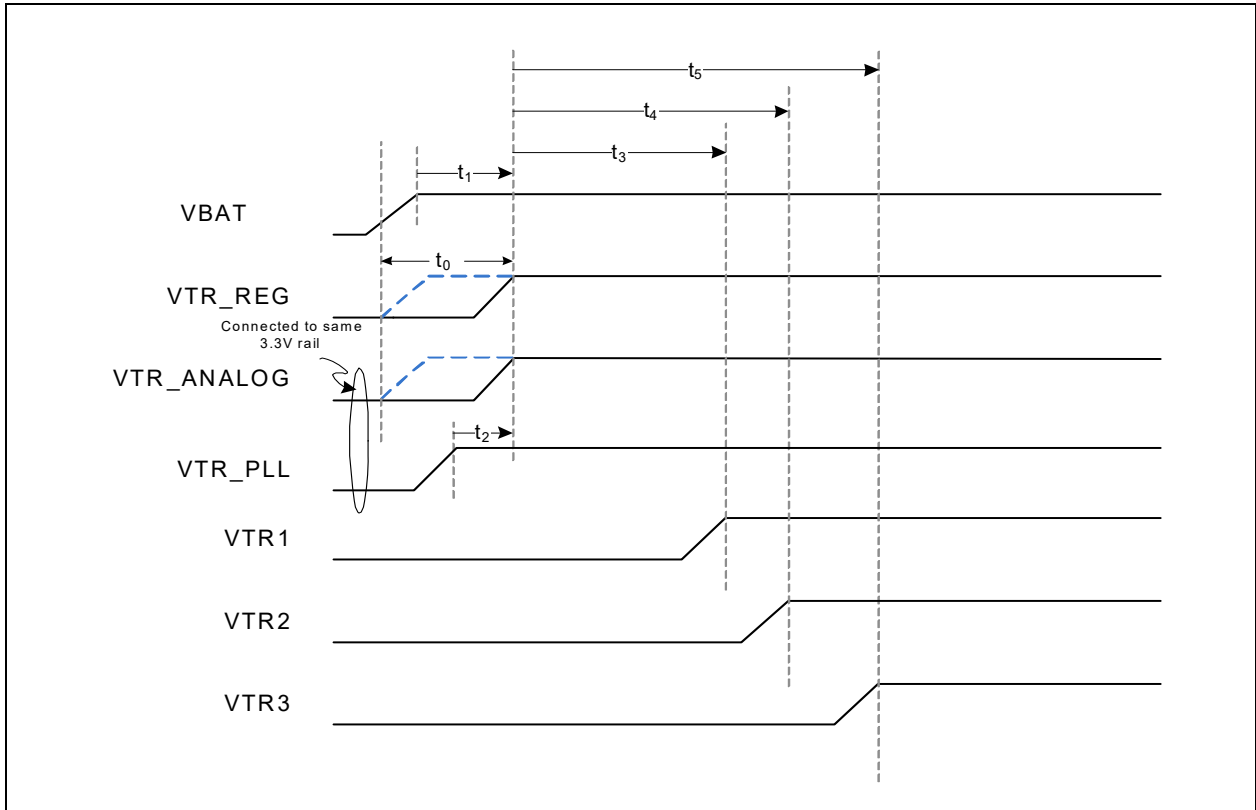 t5
t4
t3
t1
VBAT
t0
VTR_REG
Connected to same
3.3V rail
VTR_ANALOG
t2
VTR_PLL
VTR1
VTR2
VTR3